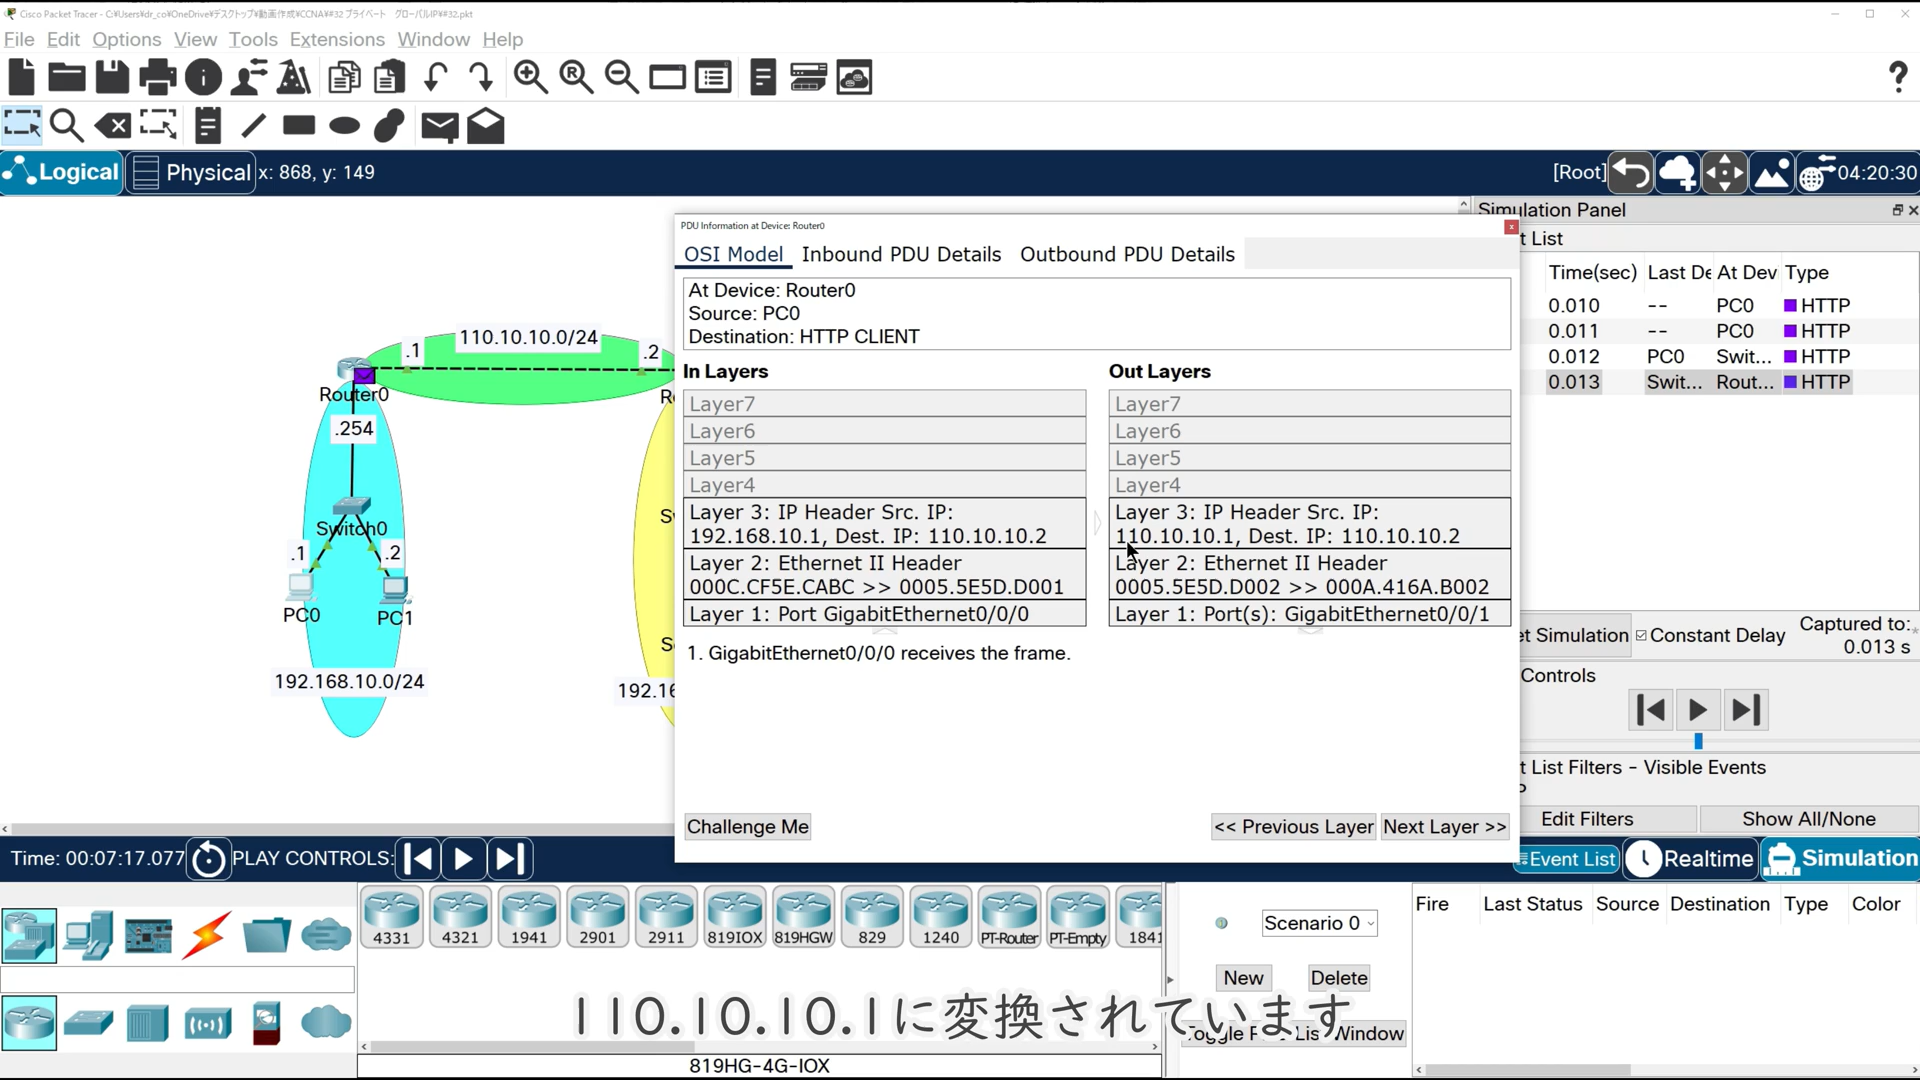 Cisco Packet Tracer - C:¥Users¥dr_co¥OneDrive¥デスクトップ¥動画作成¥CCNA¥#32 プライベート　グローバルIP¥#32.pkt
File Edit Options View Tools Extensions Window Help
Logical Physical x: 868, y: 149 [Root] 04:20:30
Simulation Panel
t List
Time(sec) Last De At Dev Type
0.010 -- PC0 HTTP
0.011 -- PC0 HTTP
0.012 PC0 Swit... HTTP
0.013 Swit... Rout... HTTP
110.10.10.0/24
.1
.2
Router0
.254
Switch0
.1
.2
PC0
PC1
192.168.10.0/24
192.16
PDU Information at Device: Router0
OSI Model Inbound PDU Details Outbound PDU Details
At Device: Router0
Source: PC0
Destination: HTTP CLIENT
In Layers
Layer7
Layer6
Layer5
Layer4
Layer 3: IP Header Src. IP:
192.168.10.1, Dest. IP: 110.10.10.2
Layer 2: Ethernet II Header
000C.CF5E.CABC >> 0005.5E5D.D001
Layer 1: Port GigabitEthernet0/0/0
Out Layers
Layer7
Layer6
Layer5
Layer4
Layer 3: IP Header Src. IP:
110.10.10.1, Dest. IP: 110.10.10.2
Layer 2: Ethernet II Header
0005.5E5D.D002 >> 000A.416A.B002
Layer 1: Port(s): GigabitEthernet0/0/1
1. GigabitEthernet0/0/0 receives the frame.
Challenge Me << Previous Layer Next Layer >>
et Simulation Constant Delay Captured to:
0.013 s
Controls
t List Filters - Visible Events
Edit Filters Show All/None
Time: 00:07:17.077 PLAY CONTROLS:
Event List Realtime Simulation
4331 4321 1941 2901 2911 819IOX 819HGW 829 1240 PT-Router PT-Empty 1841
819HG-4G-IOX
Scenario 0
New Delete
Fire Last Status Source Destination Type Color
110.10.10.1に変換されています